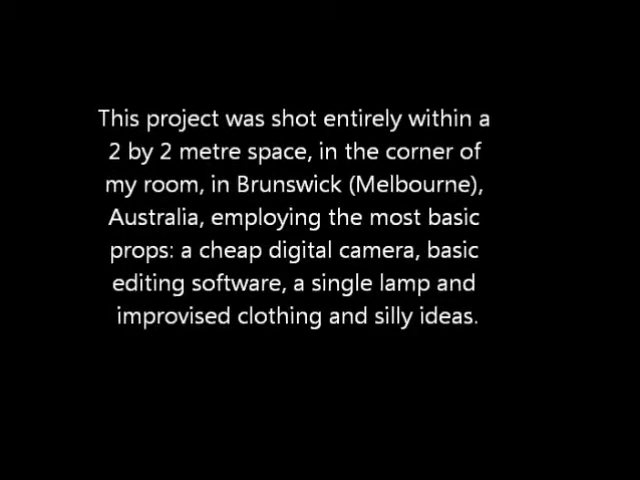 This project was shot entirely within a
2 by 2 metre space, in the corner of
my room, in Brunswick (Melbourne),
Australia, employing the most basic
props: a cheap digital camera, basic
editing software, a single lamp and
improvised clothing and silly ideas.